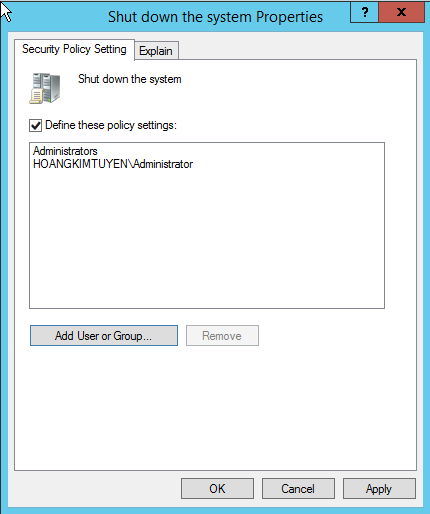 Shut down the system Properties
?
x
Security Policy Setting
Explain
Shut down the system
Define these policy settings:
Administrators
HOANGKIMTUYEN\Administrator
Add User or Group...
Remove
OK
Cancel
Apply